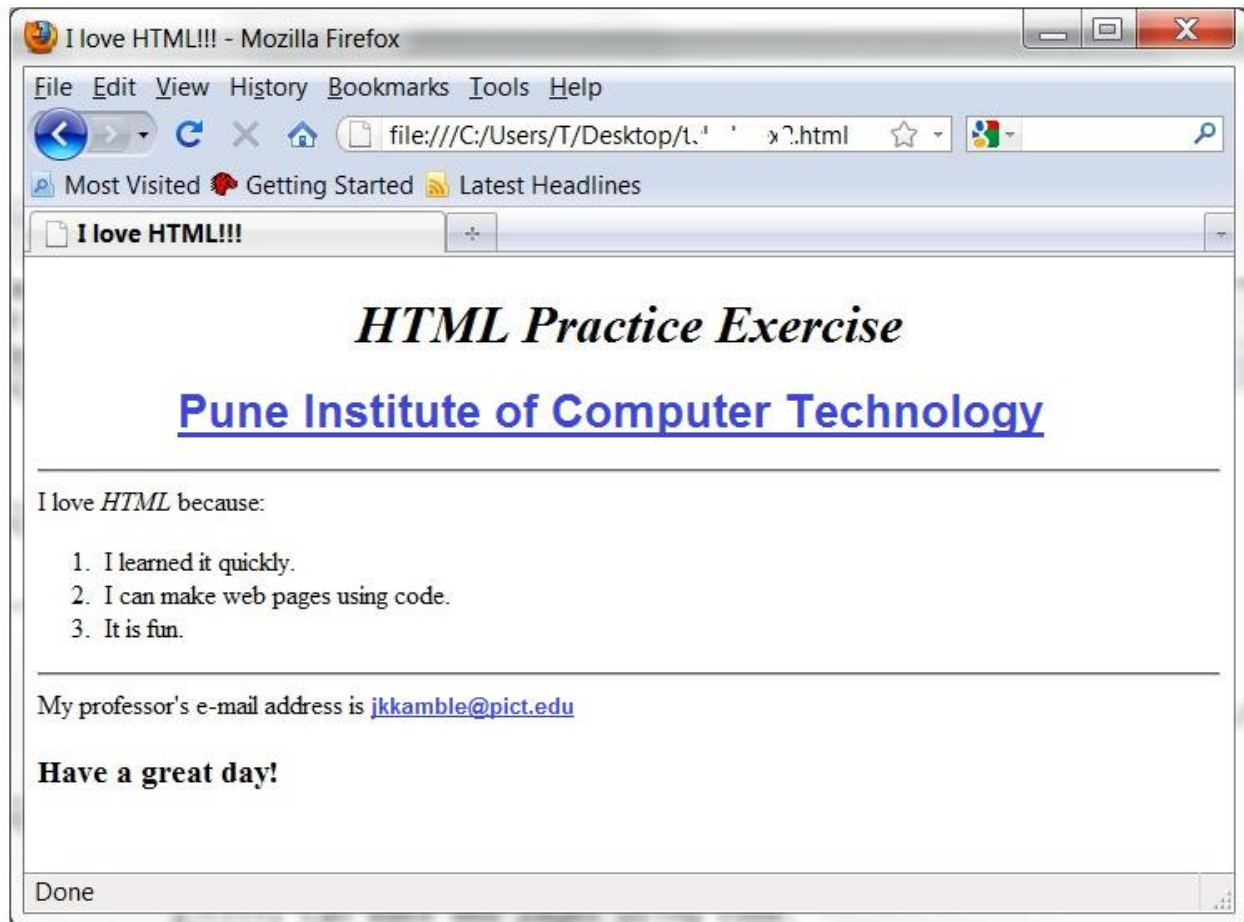 I love HTML!!! - Mozilla Firefox
File Edit View History Bookmarks Tools Help
file:///C:/Users/T/Desktop/t
Most Visited Getting Started Latest Headlines
I love HTML!!!
HTML Practice Exercise
Pune Institute of Computer Technology
I love HTML because:
1. I learned it quickly.
2. I can make web pages using code.
3. It is fun.
My professor's e-mail address is jkkamble@pict.edu
Have a great day!
Done